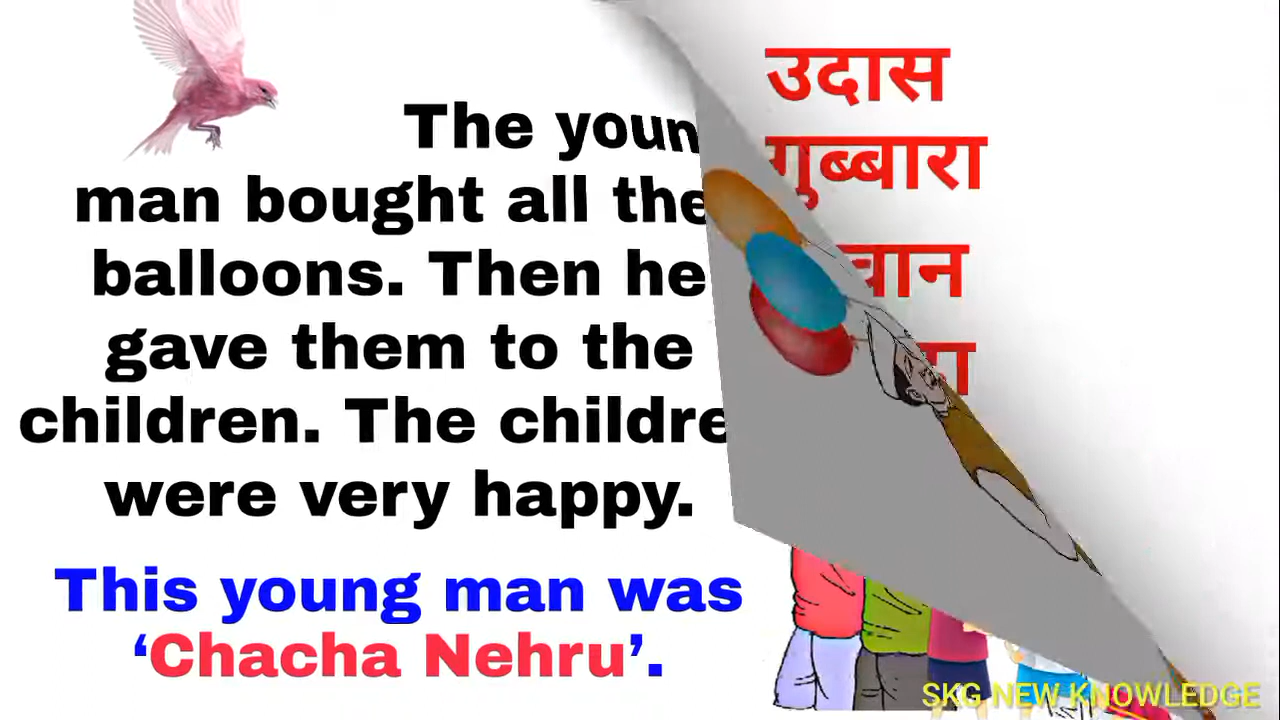 The youn
man bought all the
balloons. Then he
gave them to the
children. The childre
were very happy.
This young man was
‘Chacha Nehru’.
उदास
गुब्बारा
SKG NEW KNOWLEDGE